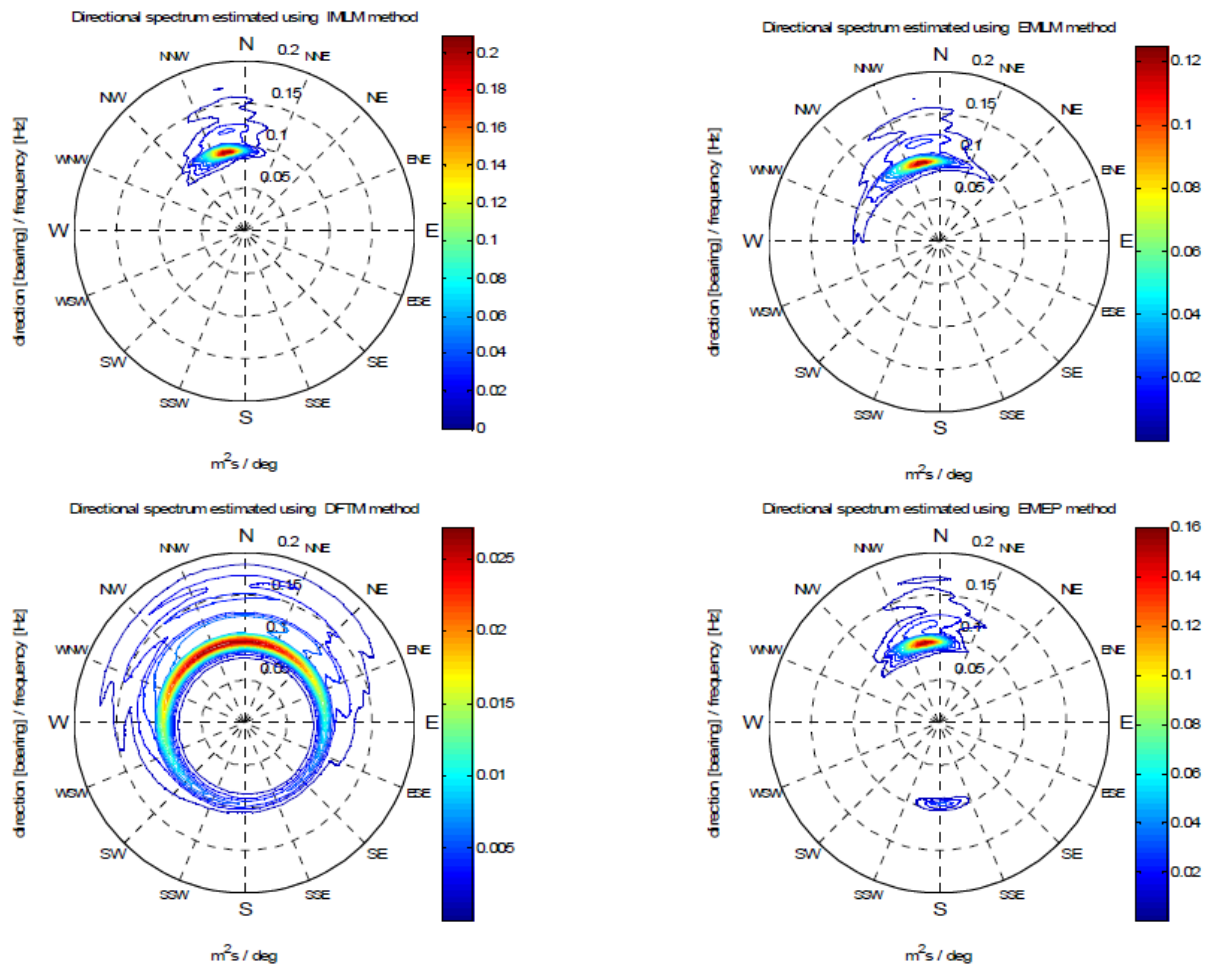 Directional spectrum estimated using IMLM method
direction [bearing] / frequency [Hz]
N
0.2
NNE
NE
ENE
E
ESE
SE
SSE
S
SSW
SW
WSW
W
WNW
NW
NNW
0.15
0.1
0.05
m²s / deg
0.2
0.18
0.16
0.14
0.12
0.1
0.08
0.06
0.04
0.02
0
Directional spectrum estimated using EMLM method
direction [bearing] / frequency [Hz]
N
0.2
NNE
NE
ENE
E
ESE
SE
SSE
S
SSW
SW
WSW
W
WNW
NW
NNW
0.15
0.1
0.05
m²s / deg
0.12
0.1
0.08
0.06
0.04
0.02
Directional spectrum estimated using DFTM method
direction [bearing] / frequency [Hz]
N
0.2
NNE
NE
ENE
E
ESE
SE
SSE
S
SSW
SW
WSW
W
WNW
NW
NNW
0.15
0.1
0.05
m²s / deg
0.025
0.02
0.015
0.01
0.005
Directional spectrum estimated using EMEP method
direction [bearing] / frequency [Hz]
N
0.2
NNE
NE
ENE
E
ESE
SE
SSE
S
SSW
SW
WSW
W
WNW
NW
NNW
0.15
0.1
0.05
m²s / deg
0.16
0.14
0.12
0.1
0.08
0.06
0.04
0.02